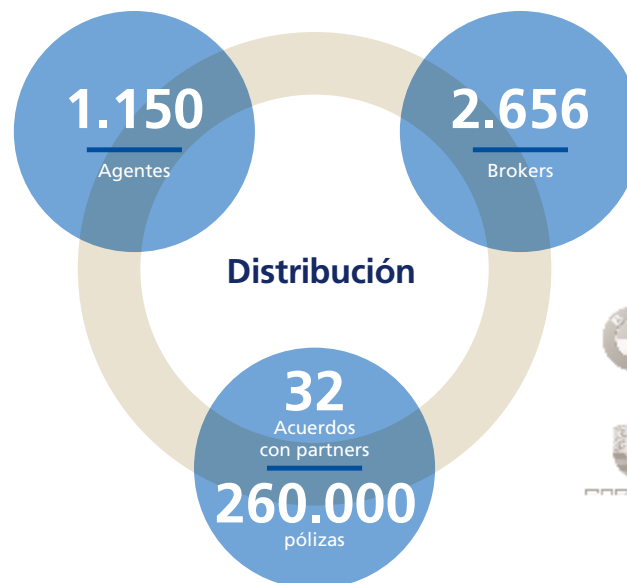 1.150
Agentes
2.656
Brokers
Distribución
32
Acuerdos
con partners
260.000
pólizas